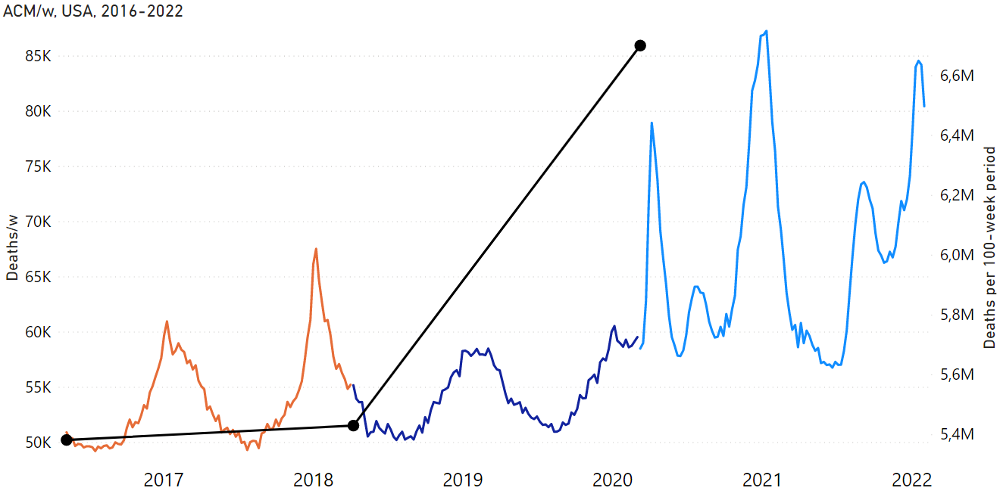 ACM/w, USA, 2016-2022
85K
80K
75K
70K
65K
60K
55K
50K
Deaths/w
6,6M
6,4M
6,2M
6,0M
5,8M
5,6M
5,4M
Deaths per 100-week period
2017 2018 2019 2020 2021 2022